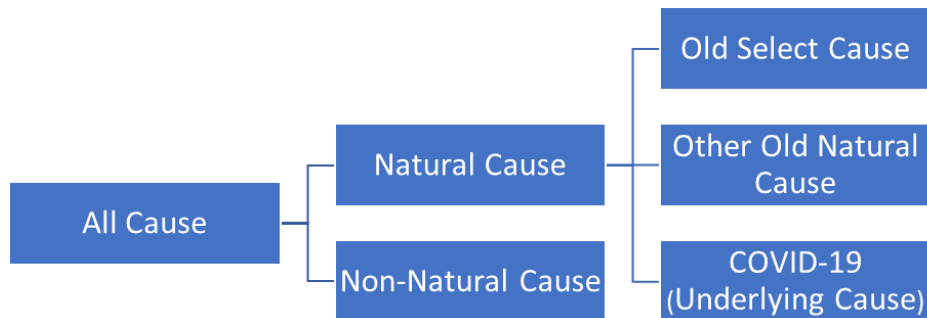 Old Select Cause
Natural Cause
Other Old Natural
Cause
All Cause
Non-Natural Cause
COVID-19
(Underlying Cause)